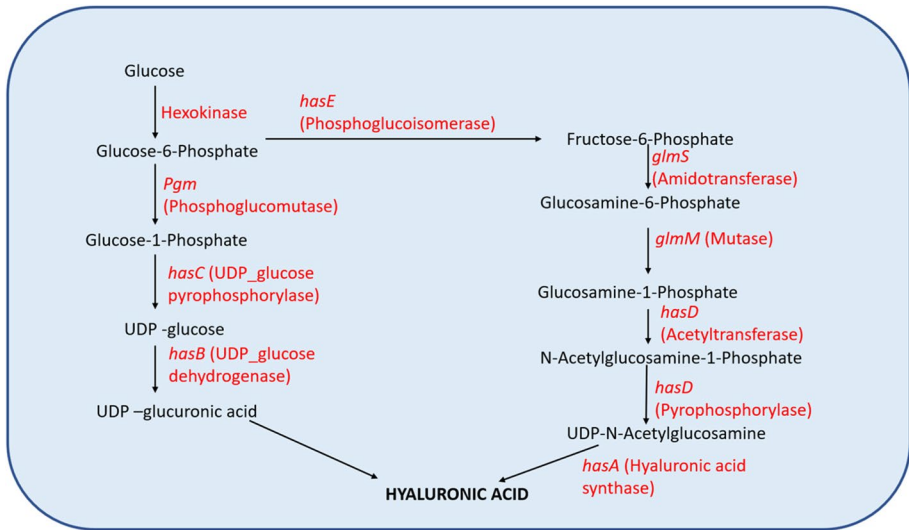 Glucose
Hexokinase
Glucose-6-Phosphate
hasE
(Phosphoglucoisomerase)
Fructose-6-Phosphate
Pgm
(Phosphoglucomutase)
Glucose-1-Phosphate
hasC (UDP_glucose
pyrophosphorylase)
UDP -glucose
hasB (UDP_glucose
dehydrogenase)
UDP –glucuronic acid
glmS
(Amidotransferase)
Glucosamine-6-Phosphate
glmM (Mutase)
Glucosamine-1-Phosphate
hasD
(Acetyltransferase)
N-Acetylglucosamine-1-Phosphate
hasD
(Pyrophosphorylase)
UDP-N-Acetylglucosamine
hasA (Hyaluronic acid
synthase)
HYALURONIC ACID